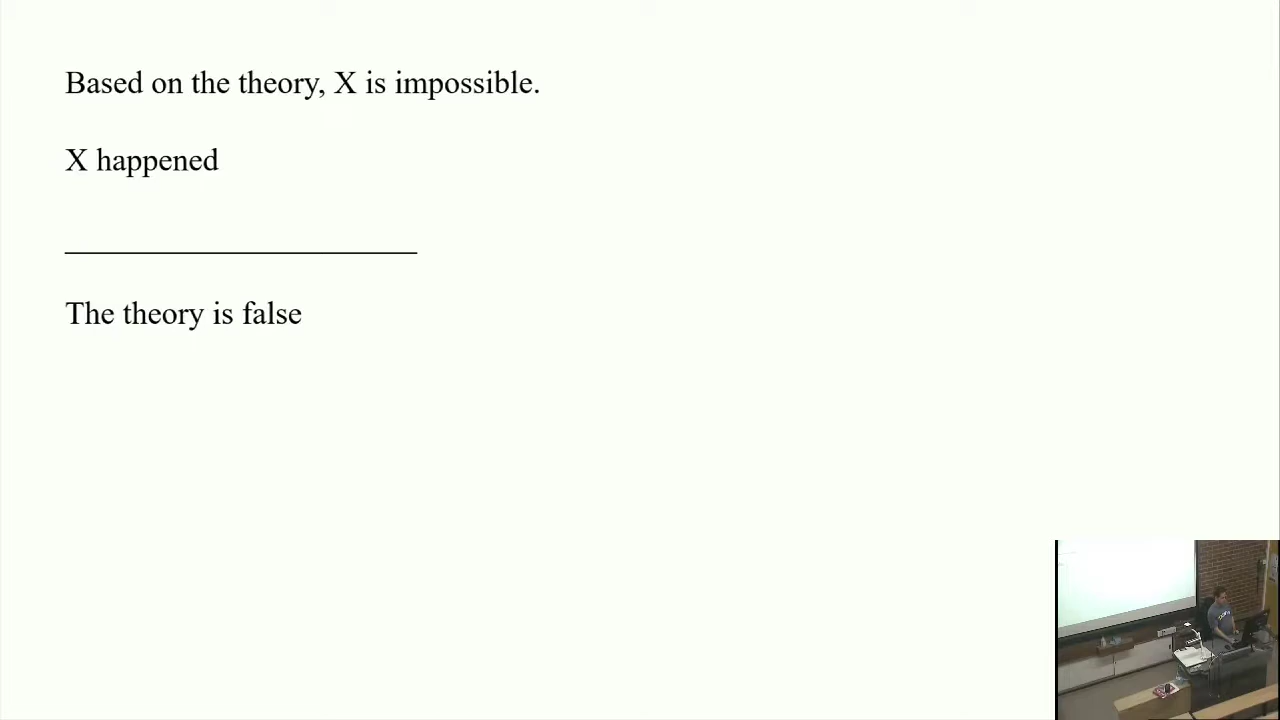 Based on the theory, X is impossible.
X happened
The theory is false